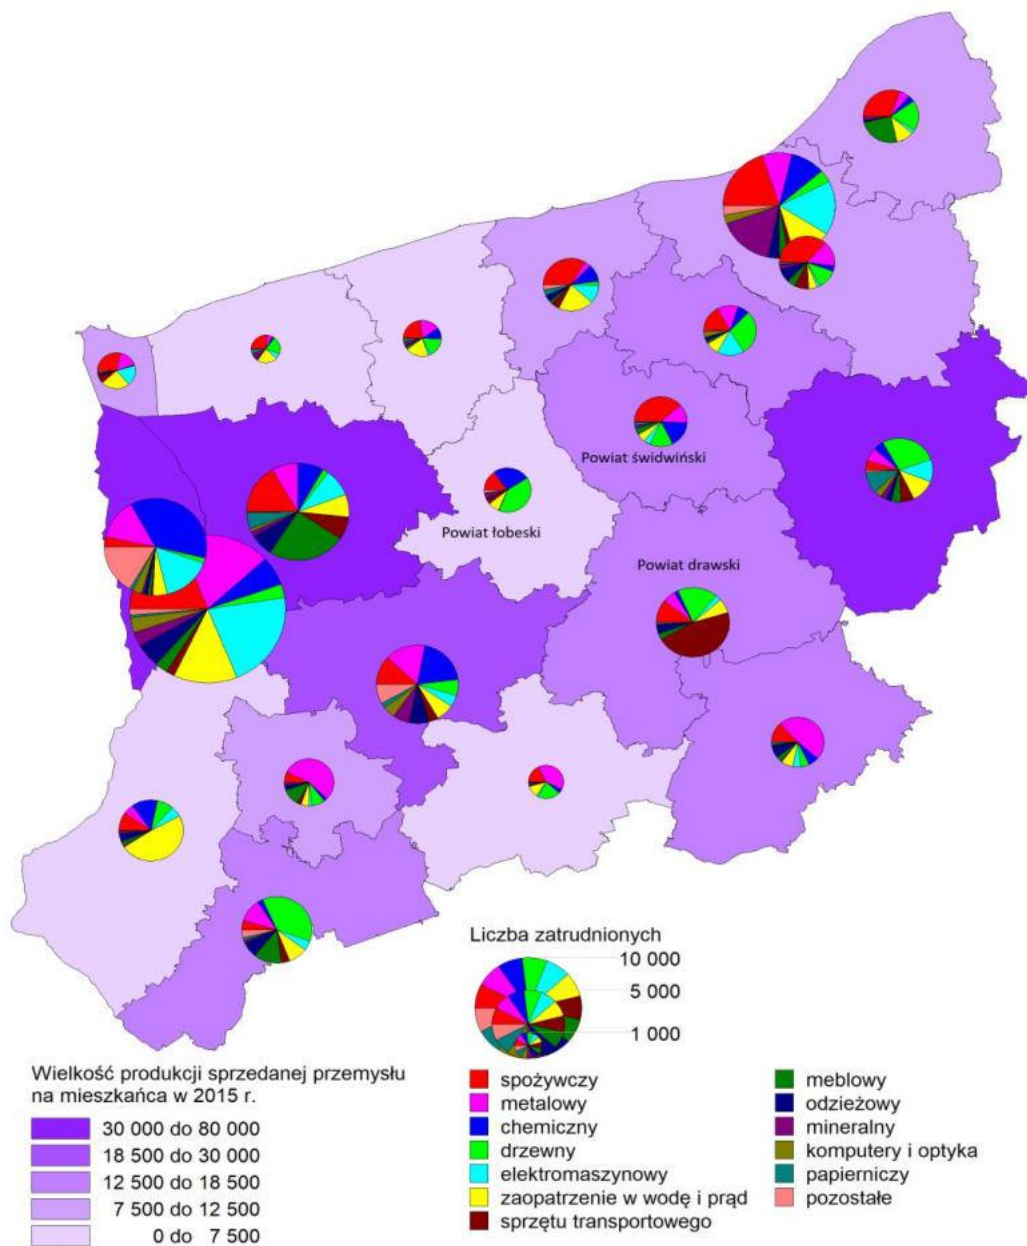 Powiat świdwiński
Powiat łobeski
Powiat drawski
Liczba zatrudnionych
10 000
5 000
1 000
Wielkość produkcji sprzedanej przemysłu
na mieszkańca w 2015 r.
30 000 do 80 000
18 500 do 30 000
12 500 do 18 500
7 500 do 12 500
0 do 7 500
spożywczy
metalowy
chemiczny
drzewny
elektromaszynowy
zaopatrzenie w wodę i prąd
sprzętu transportowego
meblowy
odzieżowy
mineralny
komputery i optyka
papierniczy
pozostałe